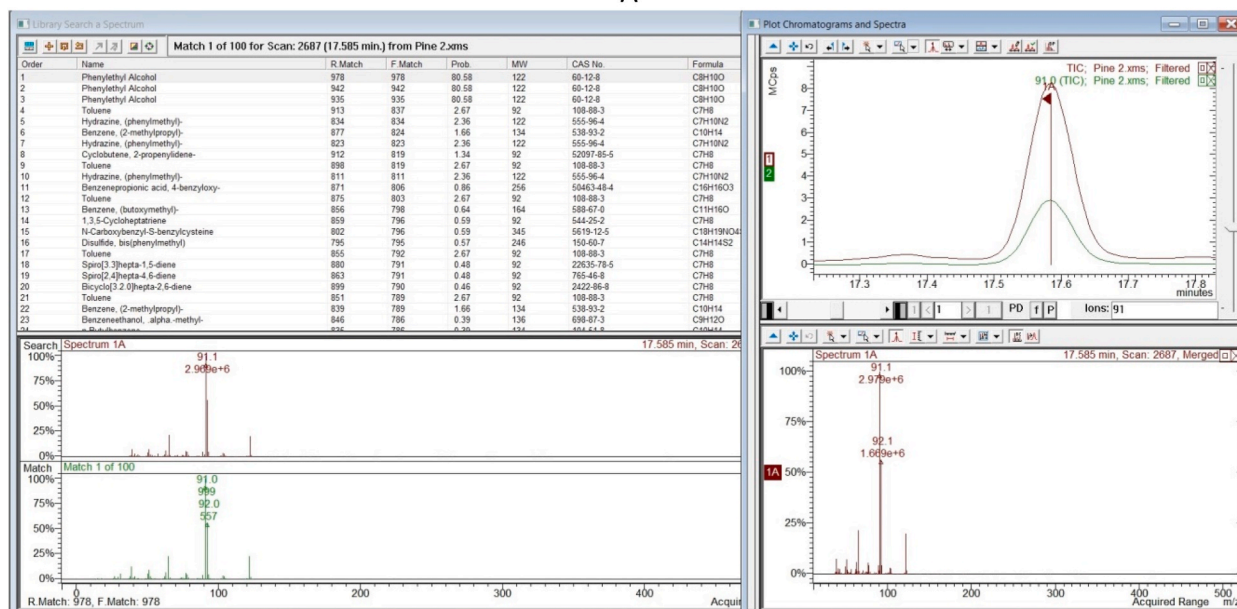 A
Library Search a Spectrum
Match 1 of 100 for Scan: 2687 (17.585 min.) from Pine 2.xms
Order Name R.Match F.Match Prob. MW CAS No. Formula
1 Phenylethyl Alcohol 978 978 80.58 122 60-12-8 C8H10O
2 Phenylethyl Alcohol 942 942 80.58 122 60-12-8 C8H10O
3 Phenylethyl Alcohol 935 935 80.58 122 60-12-8 C8H10O
4 Toluene 913 837 2.67 92 108-88-3 C7H8
5 Hydrazine, (phenylmethyl)- 834 834 2.36 122 555-96-4 C7H10N2
6 Benzene, (2-methylpropyl)- 877 824 1.66 134 538-93-2 C10H14
7 Hydrazine, (phenylmethyl)- 823 823 2.36 122 555-96-4 C7H10N2
8 Cyclobutene, 2-propenylidene- 912 819 1.34 92 52097-85-5 C7H8
9 Toluene 898 819 2.67 92 108-88-3 C7H8
10 Hydrazine, (phenylmethyl)- 811 811 2.36 122 555-96-4 C7H10N2
11 Benzenepropionic acid, 4-benzyloxy- 871 806 0.86 256 50463-48-4 C16H16O3
12 Toluene 875 803 2.67 92 108-88-3 C7H8
13 Benzene, (butoxymethyl)- 856 798 0.64 164 588-67-0 C11H16O
14 1,3,5-Cycloheptatriene 859 796 0.59 92 544-25-2 C7H8
15 N-Carboxybenzyl-S-benzylcysteine 802 796 0.59 345 5619-12-5 C18H19NO4
16 Disulfide, bis(phenylmethyl) 795 795 0.57 246 150-60-7 C14H14S2
17 Toluene 855 792 2.67 92 108-88-3 C7H8
18 Spiro[3.3]hepta-1,5-diene 880 791 0.48 92 22635-78-5 C7H8
19 Spiro[2,4]hepta-4,6-diene 863 791 0.48 92 765-46-8 C7H8
20 Bicyclo[3.2.0]hepta-2,6-diene 899 790 0.46 92 2422-86-8 C7H8
21 Toluene 851 789 2.67 92 108-88-3 C7H8
22 Benzene, (2-methylpropyl)- 839 789 1.66 134 538-93-2 C10H14
23 Benzeneethanol, .alpha.-methyl- 846 786 0.39 136 698-87-3 C9H12O
Search Spectrum 1A 17.585 min, Scan: 26
100%
91.1
2.969e+6
75%
50%
25%
0%
Match Match 1 of 100
100%
91.0
999
92.0
557
75%
50%
25%
0%
0 100 200 300 400
R.Match: 978, F.Match: 978 Acquir
Plot Chromatograms and Spectra
MCps
TIC; Pine 2.xms; Filtered
91.0 (TIC); Pine 2.xms; Filtered
1A
8
7
6
5
4
3
2
1
0
1
2
17.3 17.4 17.5 17.6 17.7 17.8
minutes
1 < 1 > 1 PD f P Ions: 91
Spectrum 1A 17.585 min, Scan: 2687, Merged
100%
91.1
2.979e+6
75%
92.1
1.669e+6
1A 50%
25%
0%
100 200 300 400 500
Acquired Range m/z